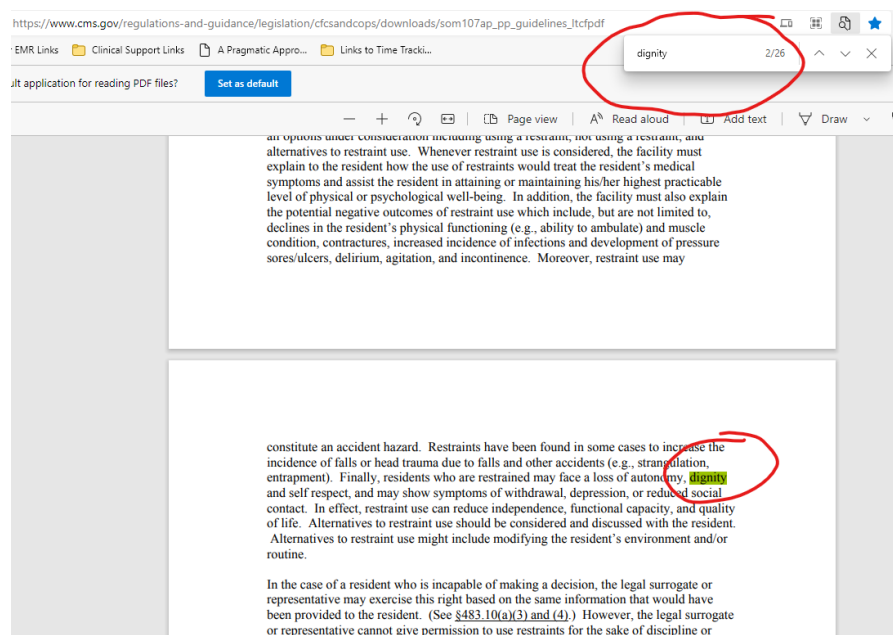 https://www.cms.gov/regulations-and-guidance/legislation/cfcsandcops/downloads/som107ap_pp_guidelines_ltcfpdf
EMR Links Clinical Support Links A Pragmatic Appro... Links to Time Tracki...
dignity 2/26
ult application for reading PDF files? Set as default
Page view Read aloud Add text Draw
an options under consideration including using a restraint, not using a restraint, and
alternatives to restraint use. Whenever restraint use is considered, the facility must
explain to the resident how the use of restraints would treat the resident's medical
symptoms and assist the resident in attaining or maintaining his/her highest practicable
level of physical or psychological well-being. In addition, the facility must also explain
the potential negative outcomes of restraint use which include, but are not limited to,
declines in the resident's physical functioning (e.g., ability to ambulate) and muscle
condition, contractures, increased incidence of infections and development of pressure
sores/ulcers, delirium, agitation, and incontinence. Moreover, restraint use may
constitute an accident hazard. Restraints have been found in some cases to increase the
incidence of falls or head trauma due to falls and other accidents (e.g., strangulation,
entrapment). Finally, residents who are restrained may face a loss of autonomy, dignity
and self respect, and may show symptoms of withdrawal, depression, or reduced social
contact. In effect, restraint use can reduce independence, functional capacity, and quality
of life. Alternatives to restraint use should be considered and discussed with the resident.
Alternatives to restraint use might include modifying the resident's environment and/or
routine.
In the case of a resident who is incapable of making a decision, the legal surrogate or
representative may exercise this right based on the same information that would have
been provided to the resident. (See §483.10(a)(3) and (4).) However, the legal surrogate
or representative cannot give permission to use restraints for the sake of discipline or